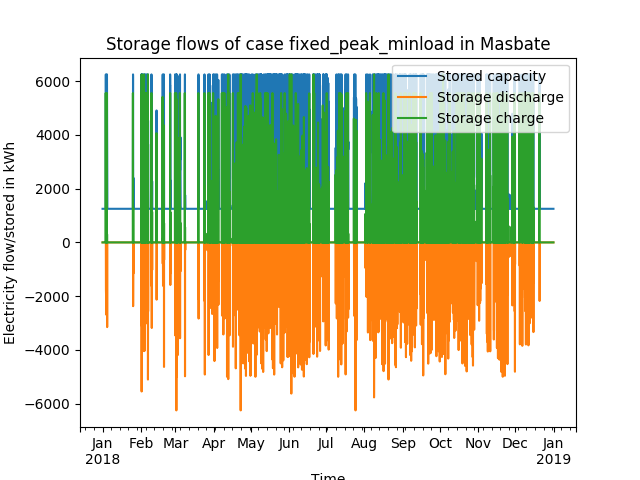 Storage flows of case fixed_peak_minload in Masbate
Stored capacity
Storage discharge
Storage charge
Electricity flow/stored in kWh
6000
4000
2000
0
−2000
−4000
−6000
Jan Feb Mar Apr May Jun Jul Aug Sep Oct Nov Dec Jan
2018 2019
Time